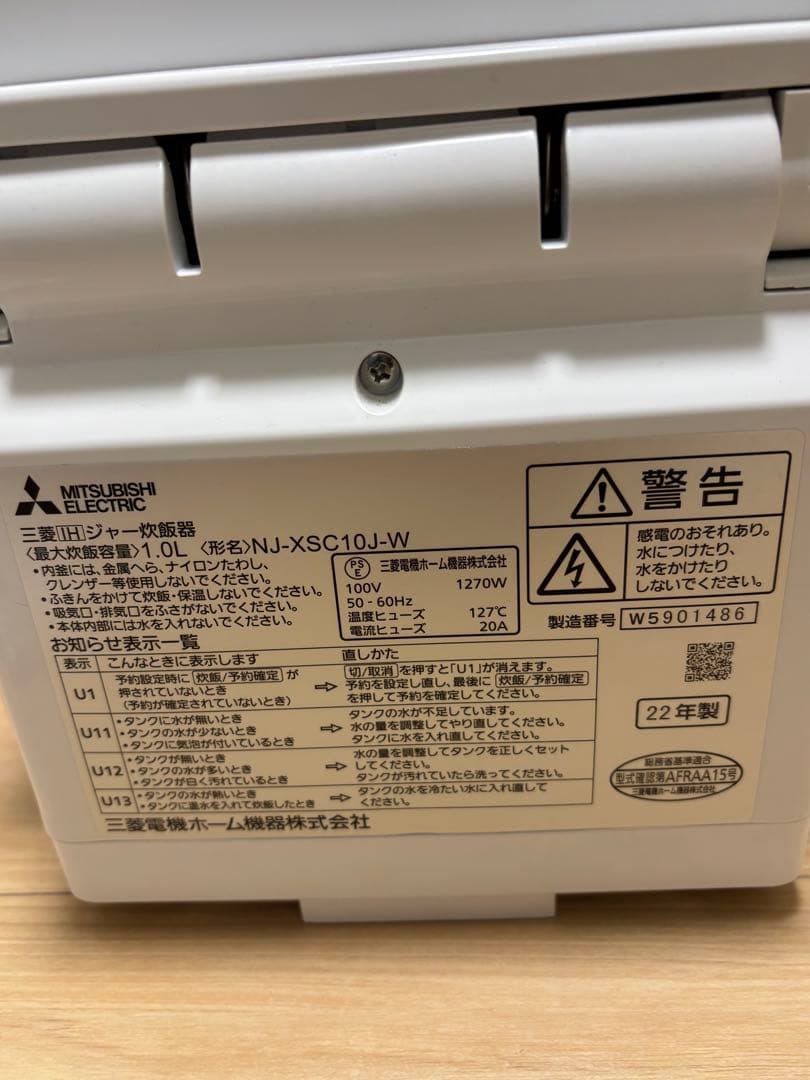 MITSUBISHI
ELECTRIC
三菱IHジャー炊飯器
〈最大炊飯容量〉1.0L 〈形名〉NJ-XSC10J-W
・内釜には、金属へら、ナイロンたわし、
クレンザー等使用しないでください。
・ふきんをかけて炊飯・保温しないでください。
・吸気口・排気口をふさがないでください。
・本体内部には水を入れないでください。
PS
E
三菱電機ホーム機器株式会社
100V 1270W
50-60Hz
温度ヒューズ 127℃
電流ヒューズ 20A
警告
感電のおそれあり。
水につけたり、
水をかけたり
しないでください。
製造番号 W5901486
お知らせ表示一覧
表示 こんなときに表示します 直しかた
U1 予約設定時に 炊飯/予約確定 が
押されていないとき
(予約が確定されていないとき)
⇨ 切/取消 を押すと「U1」が消えます。
予約を設定し直し、最後に 炊飯/予約確定
を押して予約を確定してください。
U11 ・タンクに水が無いとき
・タンクの水が少ないとき
・タンクに気泡が付いているとき
⇨ タンクの水が不足しています。
水の量を調整してやり直してください。
タンクに水を入れ直してください。
U12 ・タンクが無いとき
・タンクの水が多いとき
・タンクが白く汚れているとき
⇨ 水の量を調整してタンクを正しくセット
してください。
タンクが汚れていたら洗ってください。
U13 ・タンクの水が無いとき
・タンクに温水を入れて炊飯したとき
⇨ タンクの水を冷たい水に入れ直して
ください。
三菱電機ホーム機器株式会社
22年製
総務省基準適合
型式確認第AFRAA15号
三菱電機ホーム機器株式会社